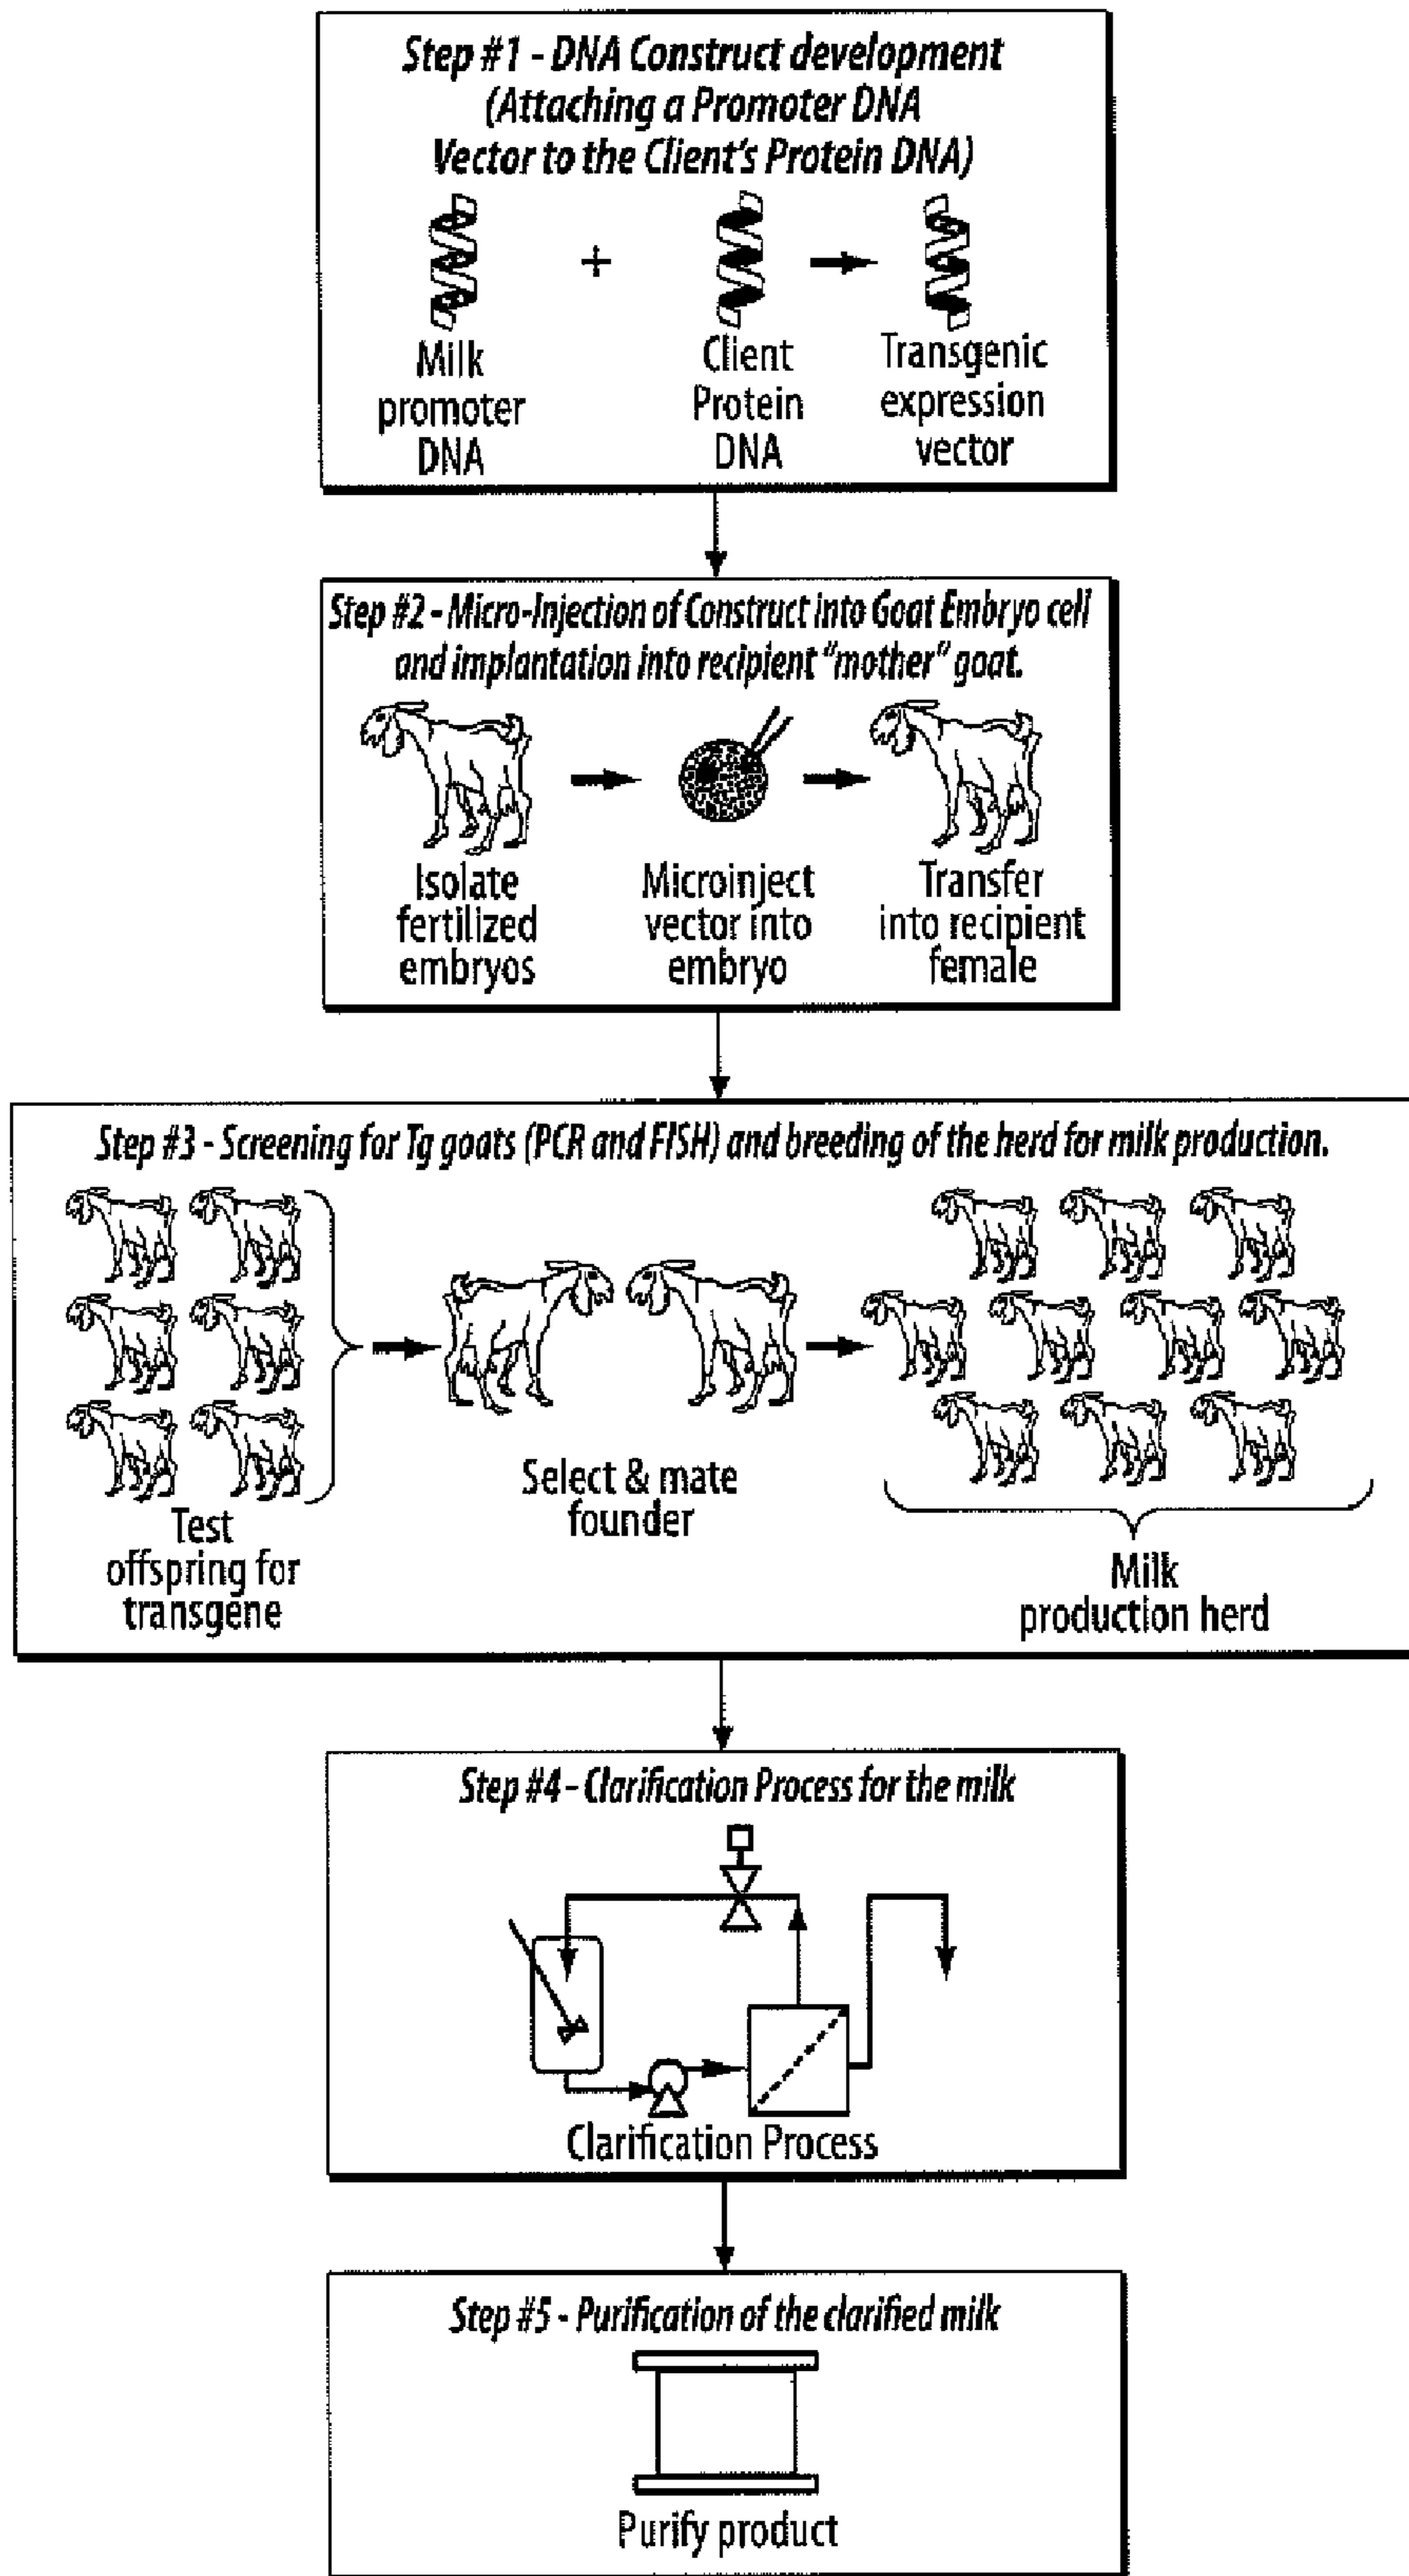 Step #1 - DNA Construct development
(Attaching a Promoter DNA
Vector to the Client's Protein DNA)
+
Milk
promoter
DNA
Client
Protein
DNA
Transgenic
expression
vector
Step #2 - Micro-Injection of Construct into Goat Embryo cell
and implantation into recipient "mother" goat.
Isolate
fertilized
embryos
Microinject
vector into
embryo
Transfer
into recipient
female
Step #3 - Screening for Tg goats (PCR and FISH) and breeding of the herd for milk production.
Test
offspring for
transgene
Select & mate
founder
Milk
production herd
Step #4 - Clarification Process for the milk
Clarification Process
Step #5 - Purification of the clarified milk
Purify product